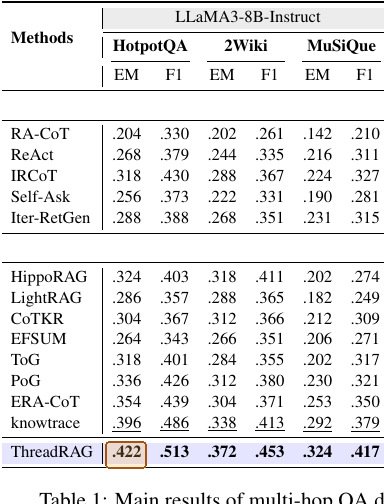 LLaMA3-8B-Instruct
Methods
HotpotQA 2Wiki MuSiQue
EM F1 EM F1 EM F1
RA-CoT .204 .330 .202 .261 .142 .210
ReAct .268 .379 .244 .335 .216 .311
IRCoT .318 .430 .288 .367 .224 .327
Self-Ask .256 .373 .222 .331 .190 .281
Iter-RetGen .288 .388 .268 .351 .231 .315
HippoRAG .324 .403 .318 .411 .202 .274
LightRAG .286 .357 .288 .365 .182 .249
CoTKR .304 .367 .312 .366 .212 .309
EFSUM .264 .343 .266 .351 .206 .271
ToG .318 .401 .284 .355 .202 .317
PoG .336 .426 .312 .380 .230 .321
ERA-CoT .354 .439 .304 .371 .253 .350
knowtrace .396 .486 .338 .413 .292 .379
ThreadRAG .422 .513 .372 .453 .324 .417
Table 1: Main results of multi-hop QA d